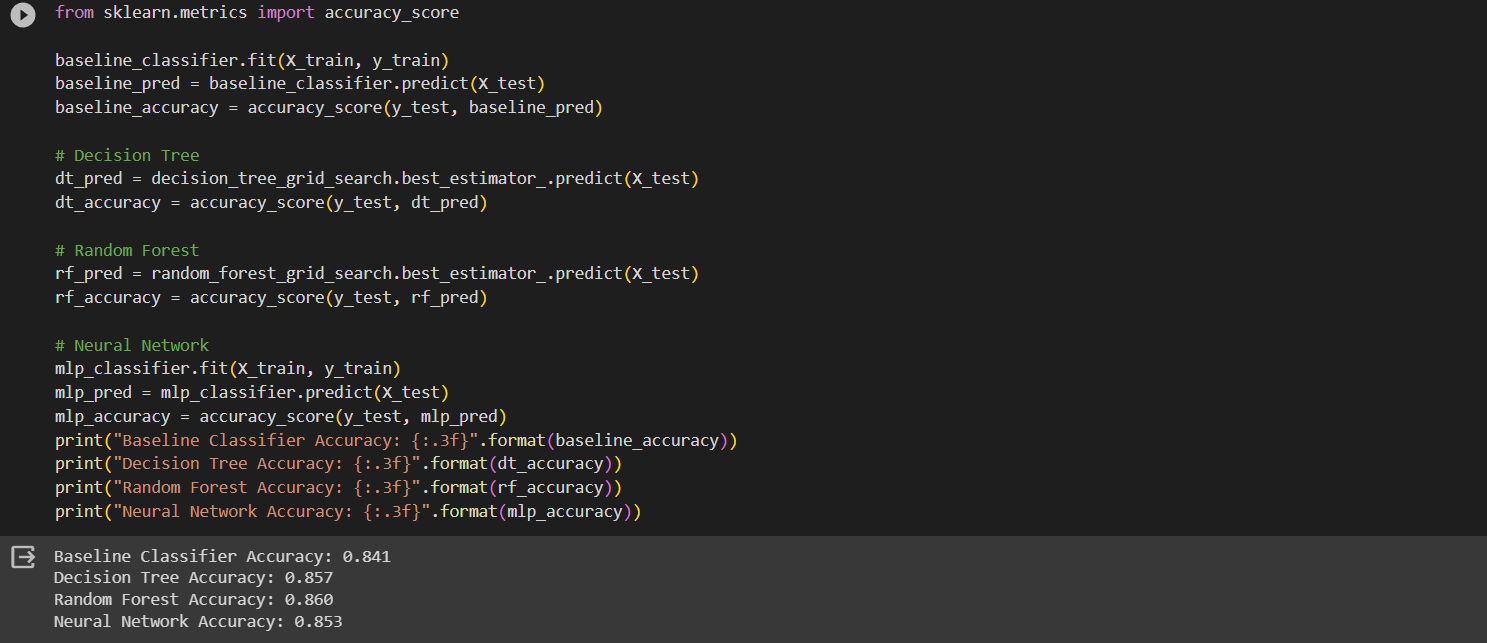 from sklearn.metrics import accuracy_score
baseline_classifier.fit(X_train, y_train)
baseline_pred = baseline_classifier.predict(X_test)
baseline_accuracy = accuracy_score(y_test, baseline_pred)
# Decision Tree
dt_pred = decision_tree_grid_search.best_estimator_.predict(X_test)
dt_accuracy = accuracy_score(y_test, dt_pred)
# Random Forest
rf_pred = random_forest_grid_search.best_estimator_.predict(X_test)
rf_accuracy = accuracy_score(y_test, rf_pred)
# Neural Network
mlp_classifier.fit(X_train, y_train)
mlp_pred = mlp_classifier.predict(X_test)
mlp_accuracy = accuracy_score(y_test, mlp_pred)
print("Baseline Classifier Accuracy: {:.3f}".format(baseline_accuracy))
print("Decision Tree Accuracy: {:.3f}".format(dt_accuracy))
print("Random Forest Accuracy: {:.3f}".format(rf_accuracy))
print("Neural Network Accuracy: {:.3f}".format(mlp_accuracy))
Baseline Classifier Accuracy: 0.841
Decision Tree Accuracy: 0.857
Random Forest Accuracy: 0.860
Neural Network Accuracy: 0.853